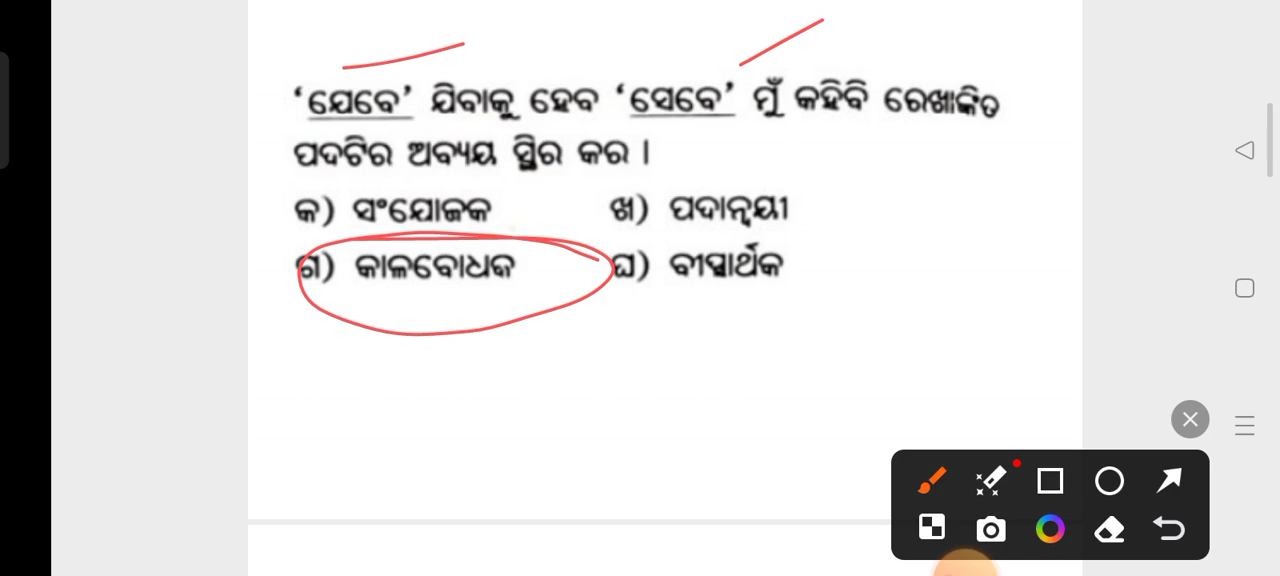 ‘ଯେବେ’ ଯିବାକୁ ହେବ ‘ସେବେ’ ମୁଁ କହିବି ରେଖାଙ୍କିତ
ପଦଟିର ଅବ୍ୟୟ ସ୍ଥିର କର ।
କ) ସଂଯୋଜକ ଖ) ପଦାନ୍ୱୟୀ
ଗ) କାଳବୋଧକ ଘ) ବୀପ୍ସାର୍ଥକ